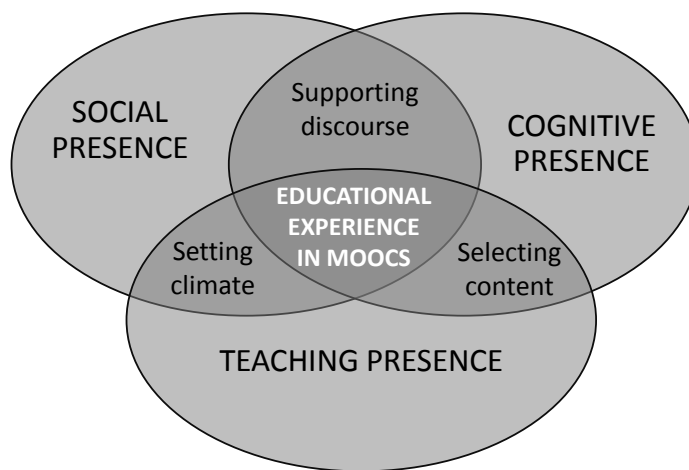 SOCIAL
PRESENCE
Supporting
discourse
COGNITIVE
PRESENCE
EDUCATIONAL
EXPERIENCE
IN MOOCS
Setting
climate
Selecting
content
TEACHING PRESENCE